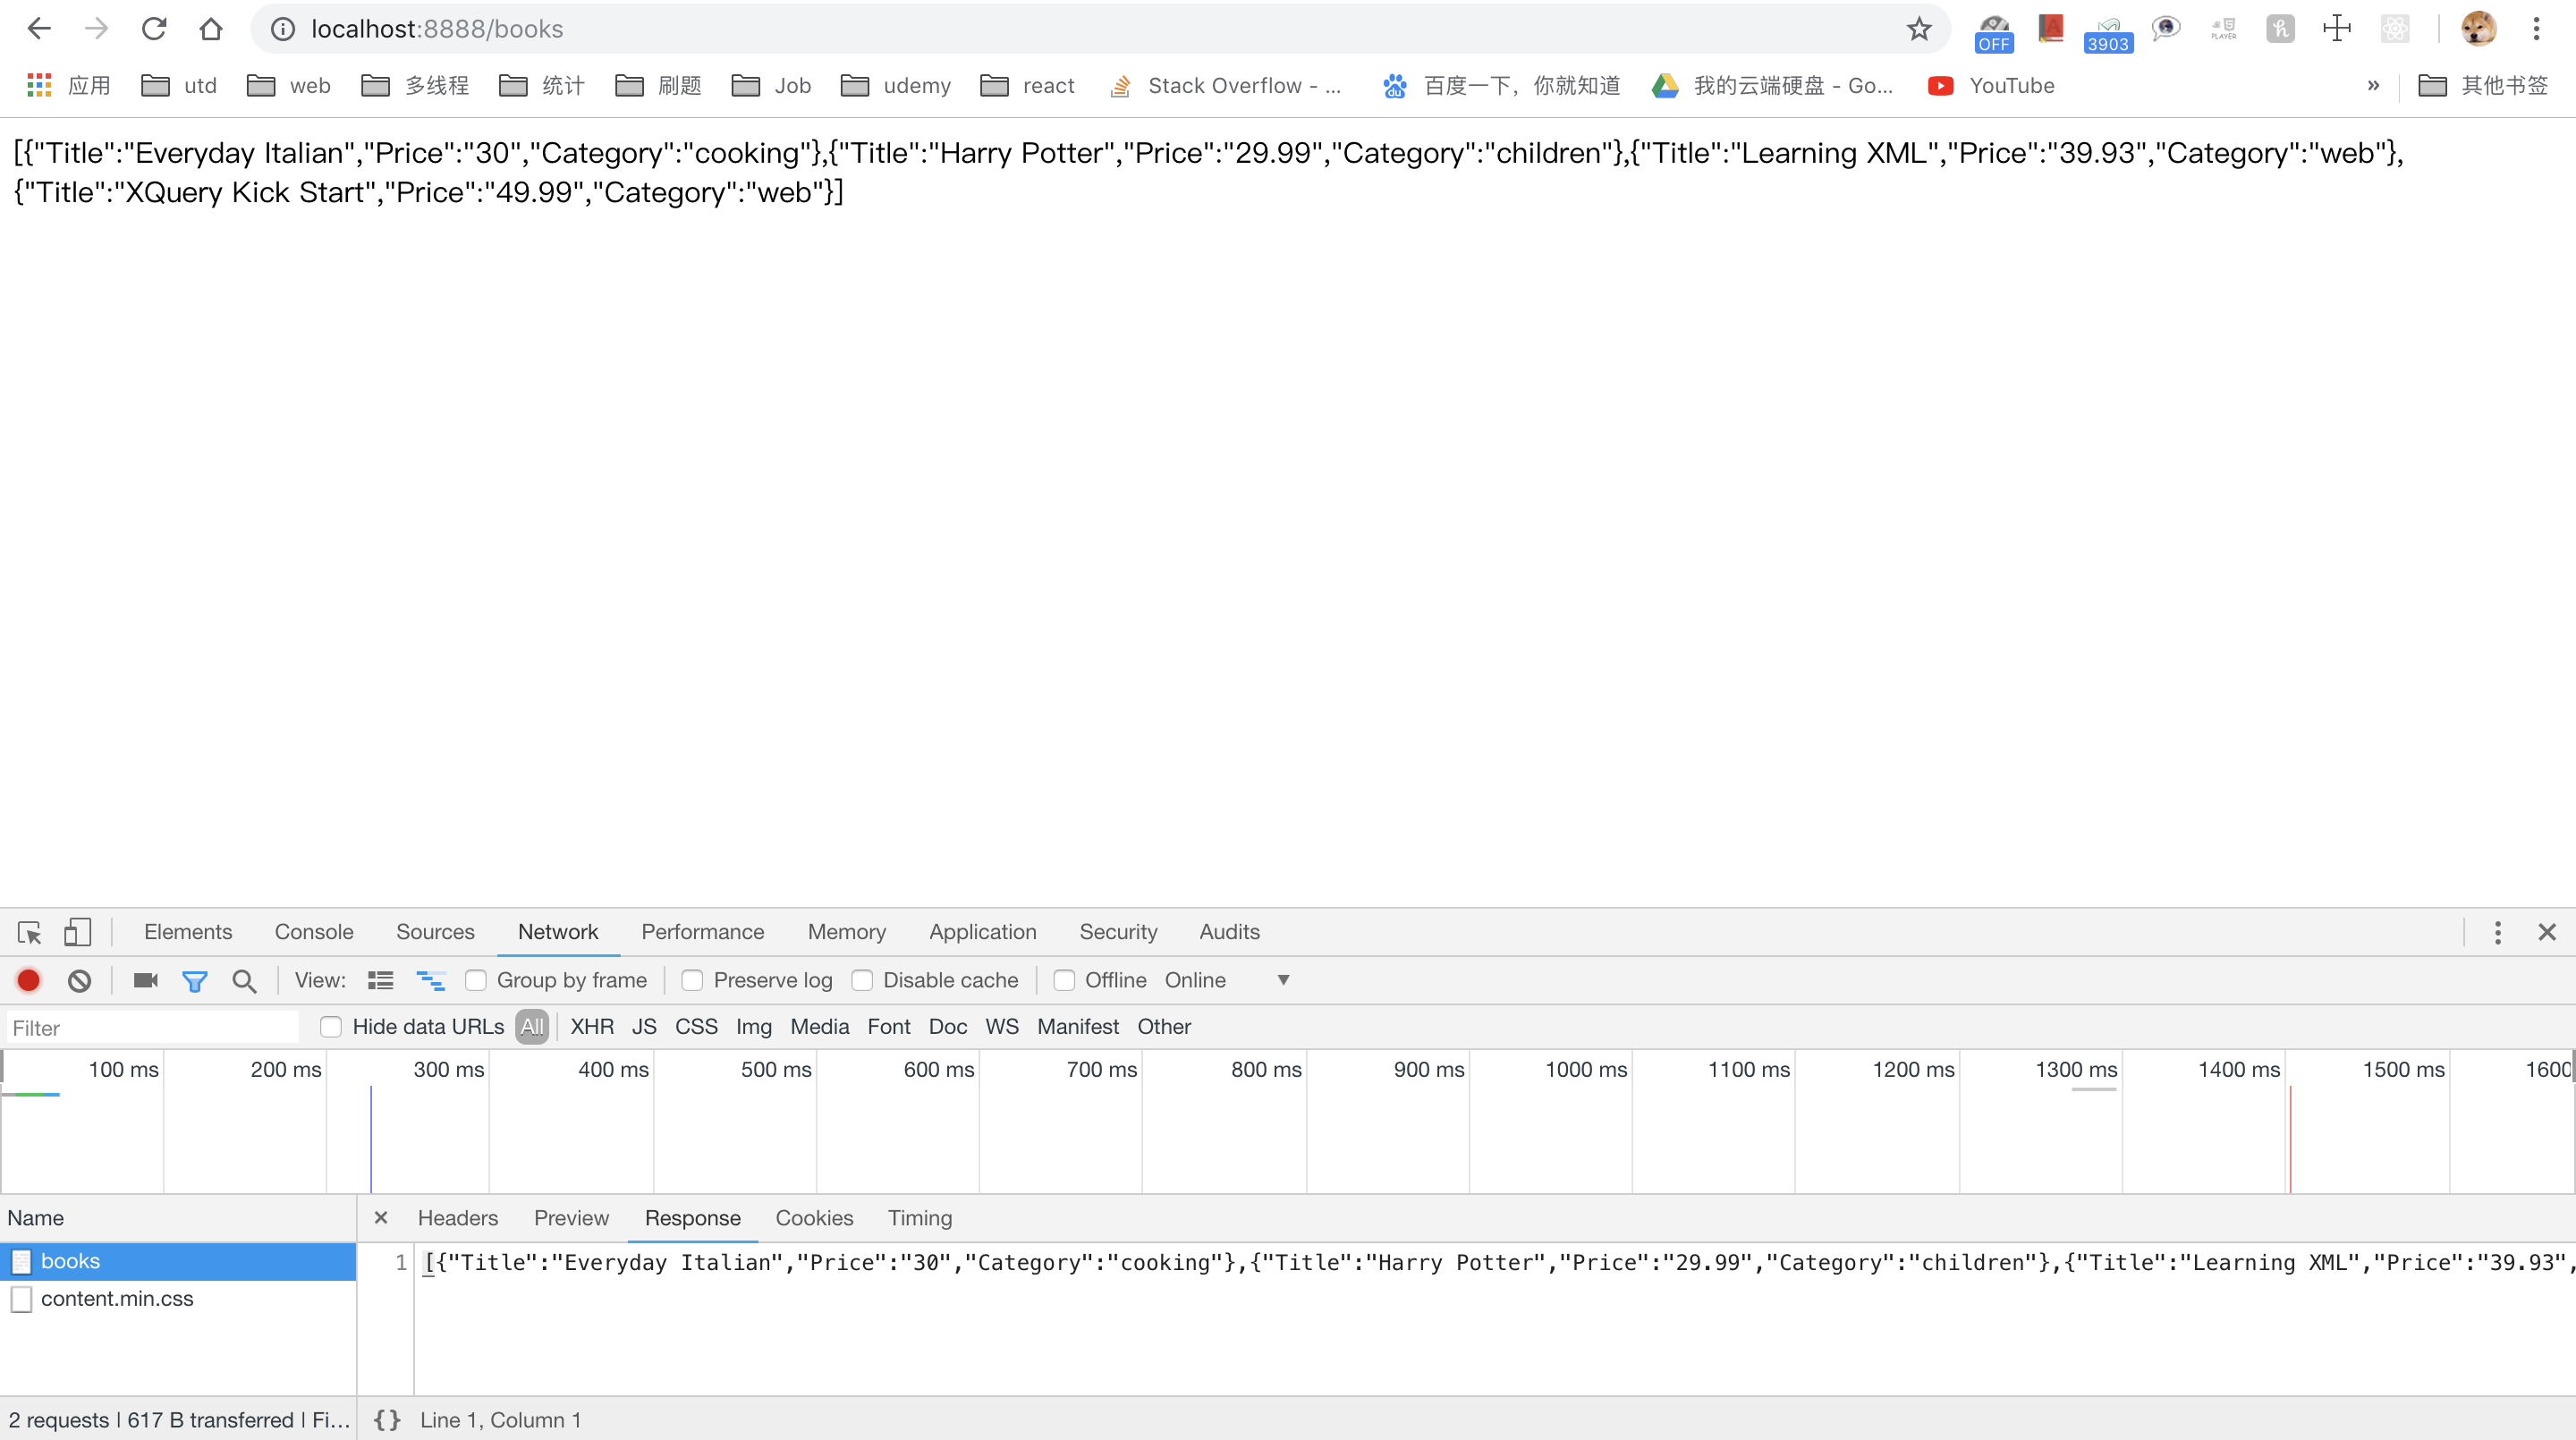 localhost:8888/books
OFF
3903
PLAYER
应用 utd web 多线程 统计 刷题 Job udemy react Stack Overflow - ... 百度一下，你就知道 我的云端硬盘 - Go... YouTube » 其他书签
[{"Title":"Everyday Italian","Price":"30","Category":"cooking"},{"Title":"Harry Potter","Price":"29.99","Category":"children"},{"Title":"Learning XML","Price":"39.93","Category":"web"},
{"Title":"XQuery Kick Start","Price":"49.99","Category":"web"}]
Elements Console Sources Network Performance Memory Application Security Audits
View: Group by frame Preserve log Disable cache Offline Online
Filter Hide data URLs All XHR JS CSS Img Media Font Doc WS Manifest Other
100 ms 200 ms 300 ms 400 ms 500 ms 600 ms 700 ms 800 ms 900 ms 1000 ms 1100 ms 1200 ms 1300 ms 1400 ms 1500 ms 1600
Name × Headers Preview Response Cookies Timing
books 1 [{"Title":"Everyday Italian","Price":"30","Category":"cooking"},{"Title":"Harry Potter","Price":"29.99","Category":"children"},{"Title":"Learning XML","Price":"39.93",
content.min.css
2 requests | 617 B transferred | Fi... {} Line 1, Column 1